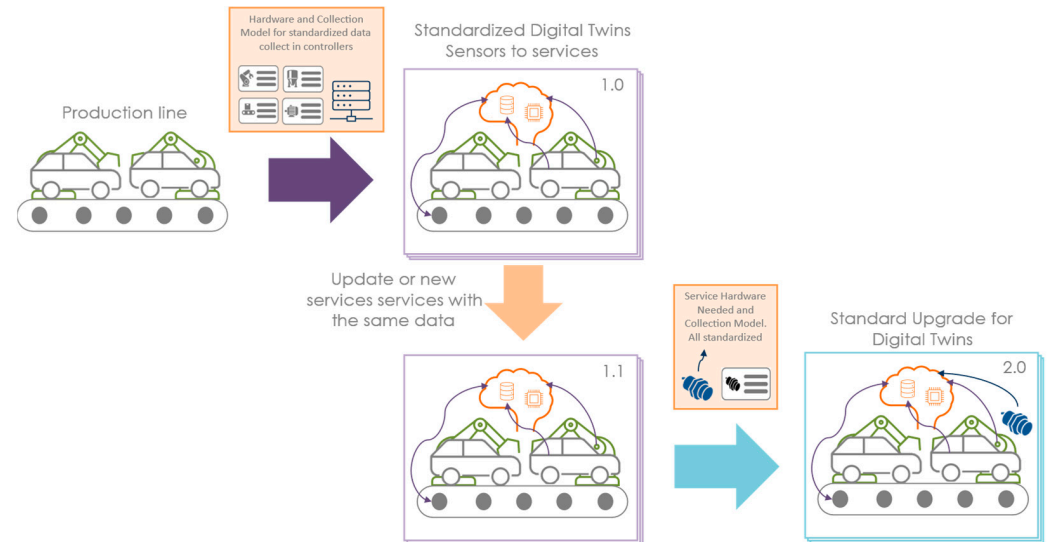 Hardware and Collection
Model for standardized data
collect in controllers
Standardized Digital Twins
Sensors to services
1.0
Production line
Update or new
services services with
the same data
Service Hardware
Needed and
Collection Model.
All standardized
Standard Upgrade for
Digital Twins
1.1
2.0